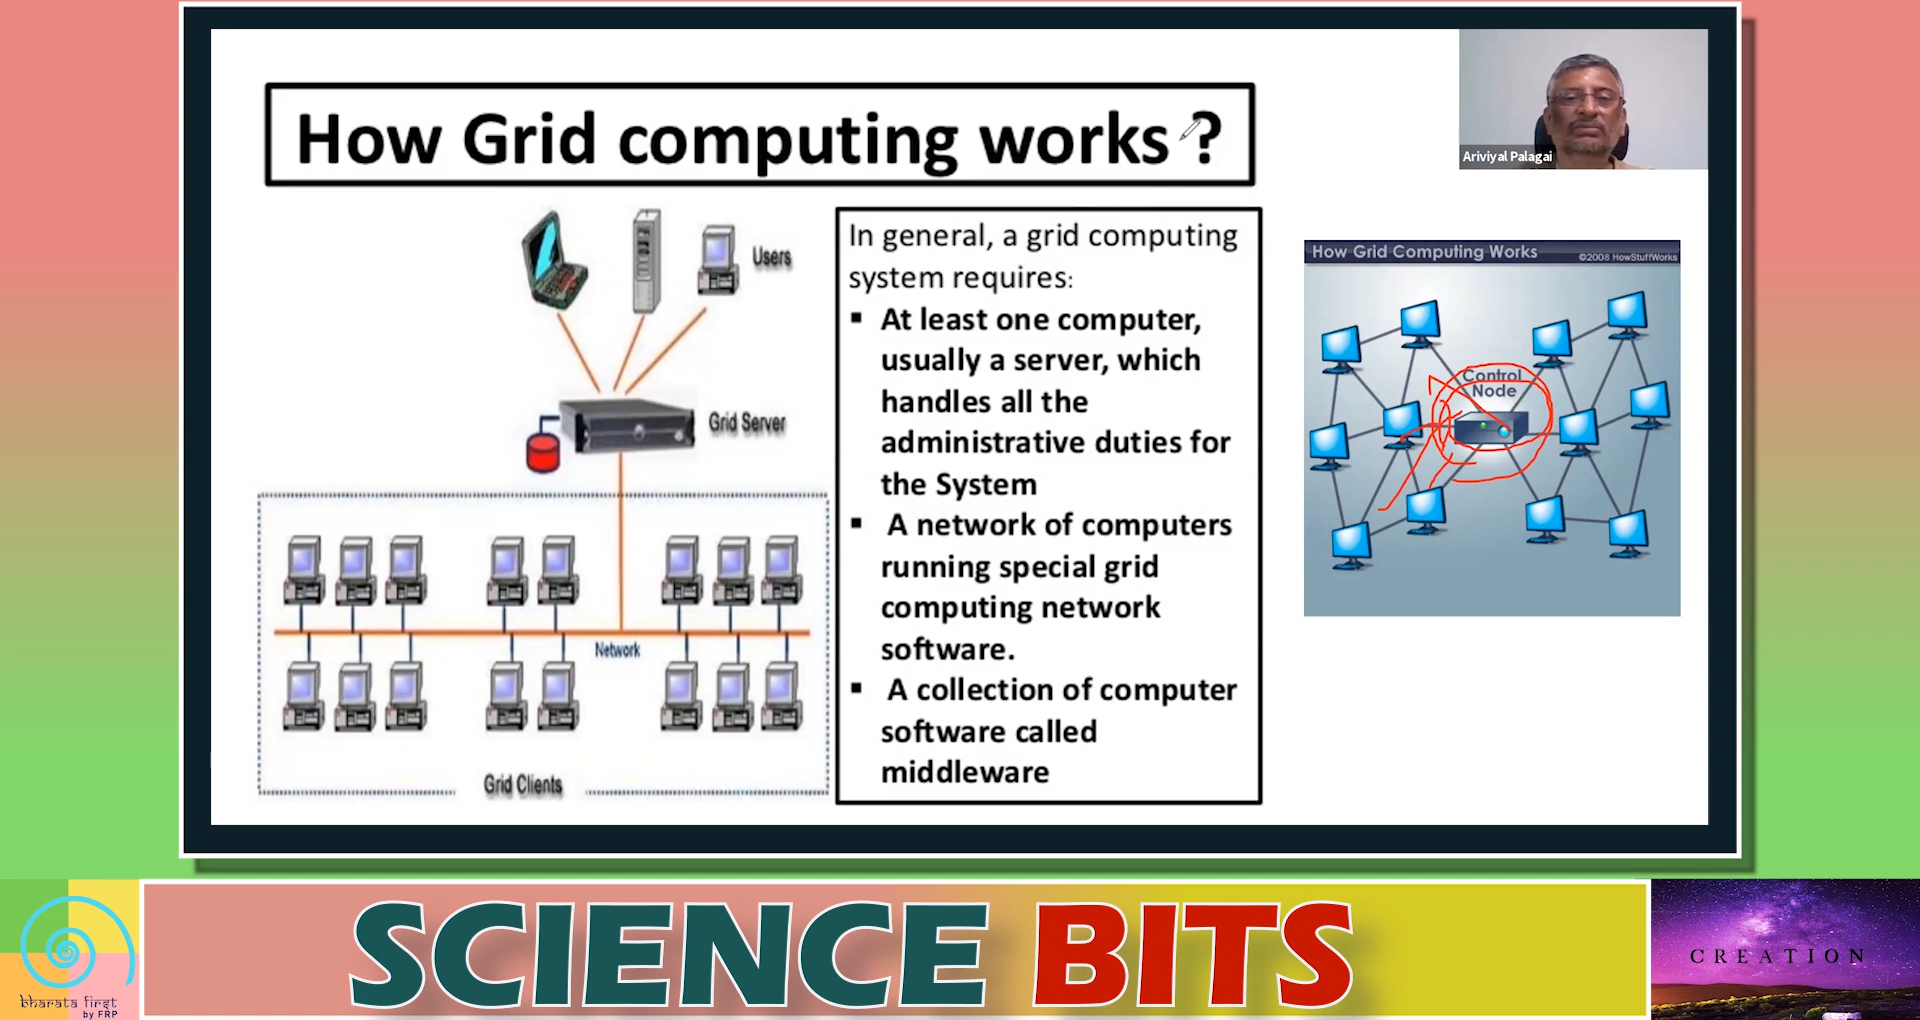 How Grid computing works ?
Ariviyal Palagai
Users
Grid Server
Network
Grid Clients
In general, a grid computing
system requires:
▪ At least one computer,
usually a server, which
handles all the
administrative duties for
the System
▪ A network of computers
running special grid
computing network
software.
▪ A collection of computer
software called
middleware
How Grid Computing Works
©2008 HowStuffWorks
Control
Node
bharata first
by FRP
SCIENCE BITS
CREATION